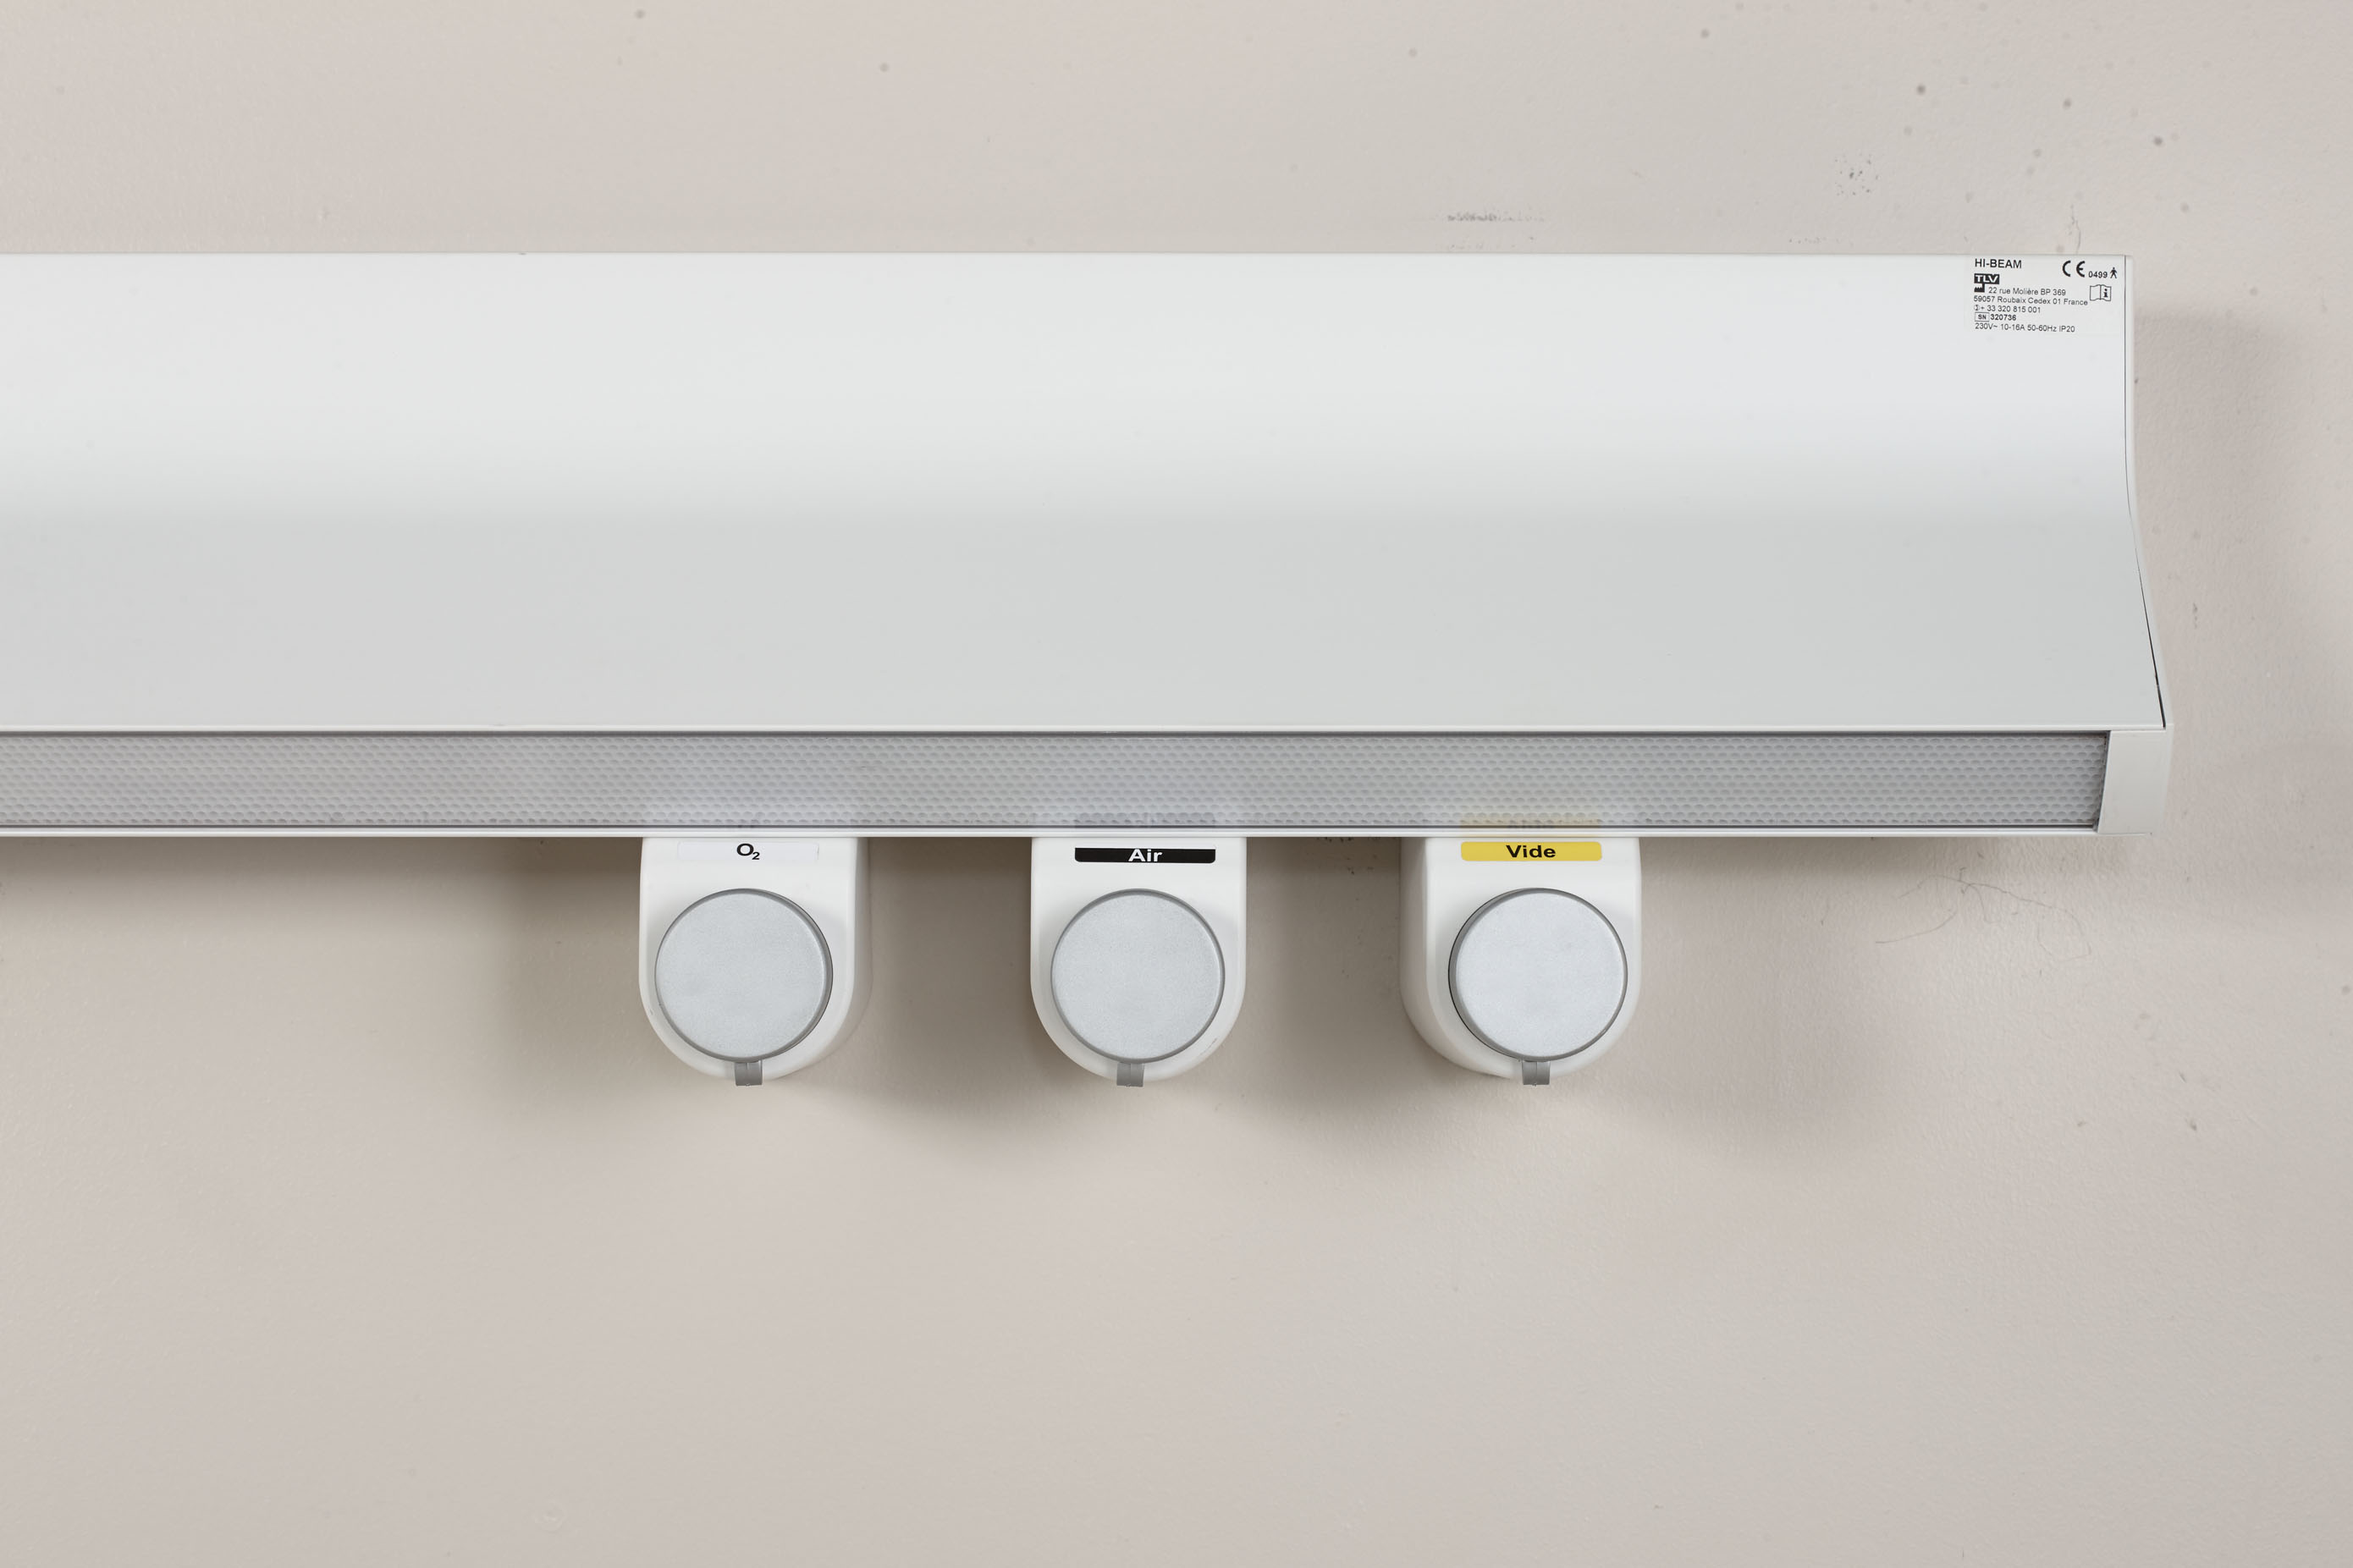 HI-BEAM
CE 0499
TLV
22 rue Molière BP 369
59057 Roubaix Cedex 01 France
+ 33 320 815 001
SN 320736
230V~ 10-16A 50-60Hz IP20
O₂
Air
Vide